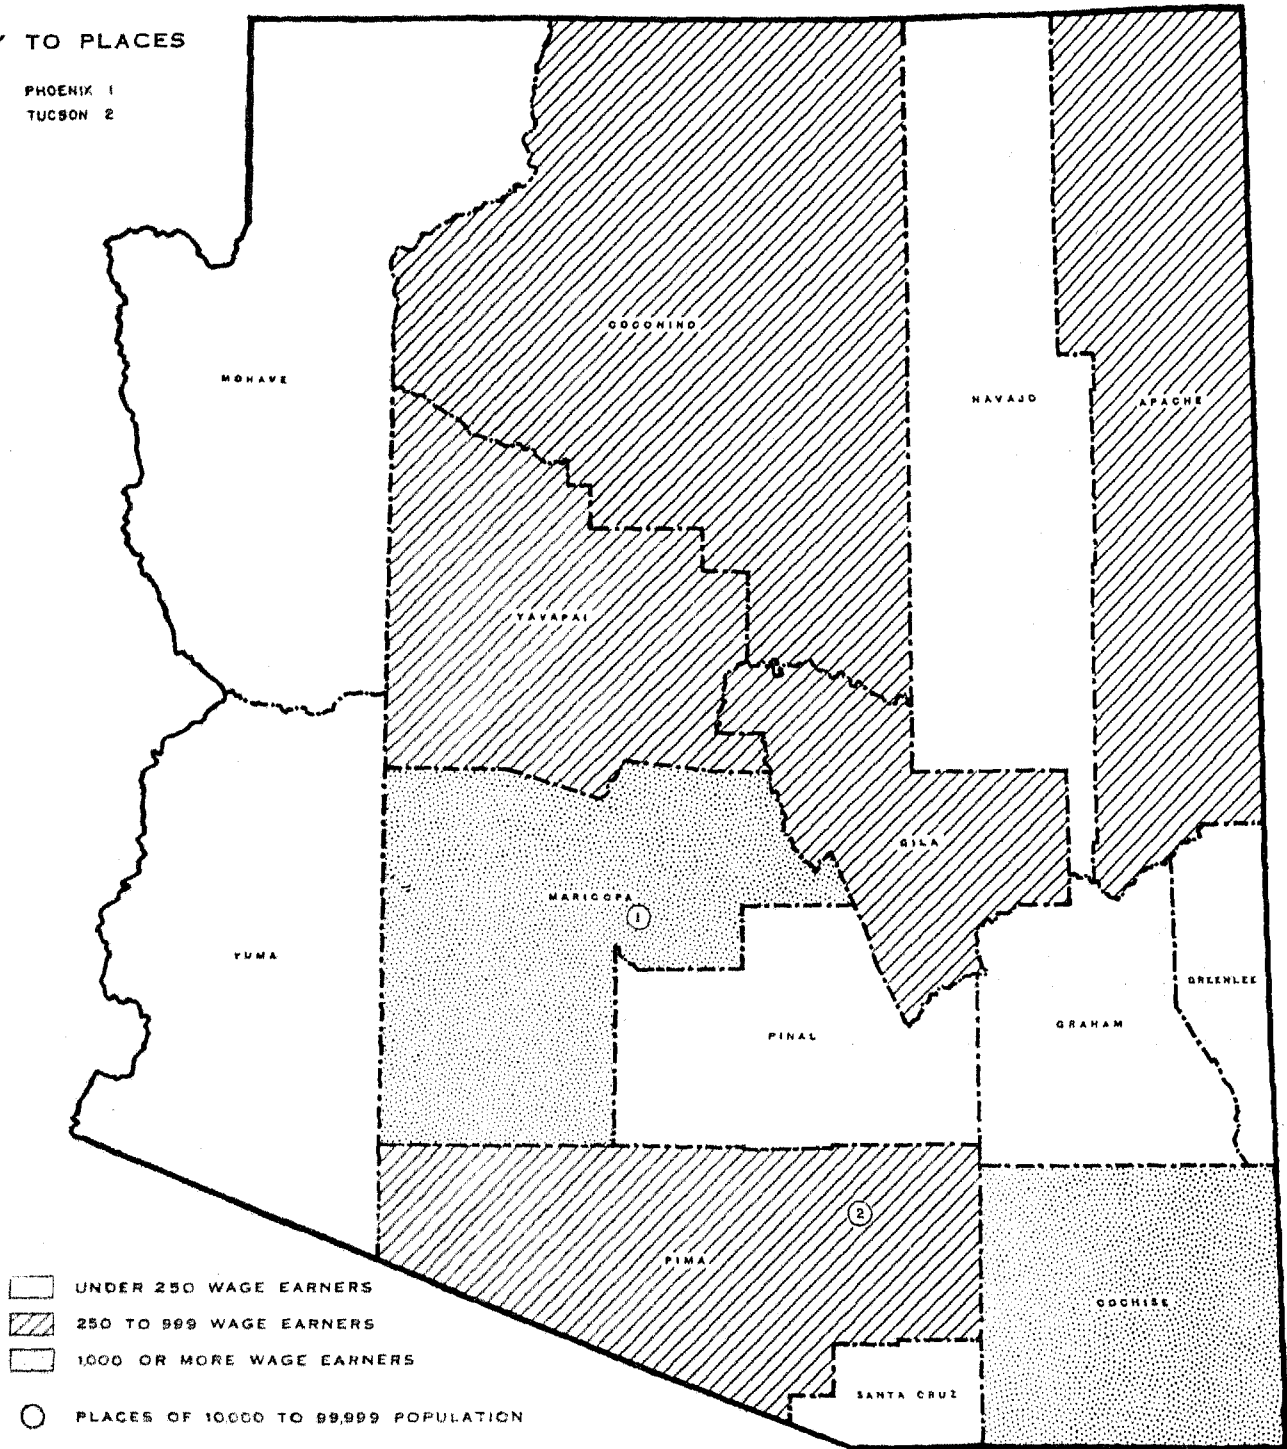 TO PLACES
PHOENIX 1
TUCSON 2
COCONINO
MOHAVE
NAVAJO
APACHE
YAVAPAI
GILA
MARICOPA
1
YUMA
GREENLEE
PINAL
GRAHAM
2
PIMA
COCHISE
SANTA CRUZ
UNDER 250 WAGE EARNERS
250 TO 999 WAGE EARNERS
1,000 OR MORE WAGE EARNERS
PLACES OF 10,000 TO 99,999 POPULATION